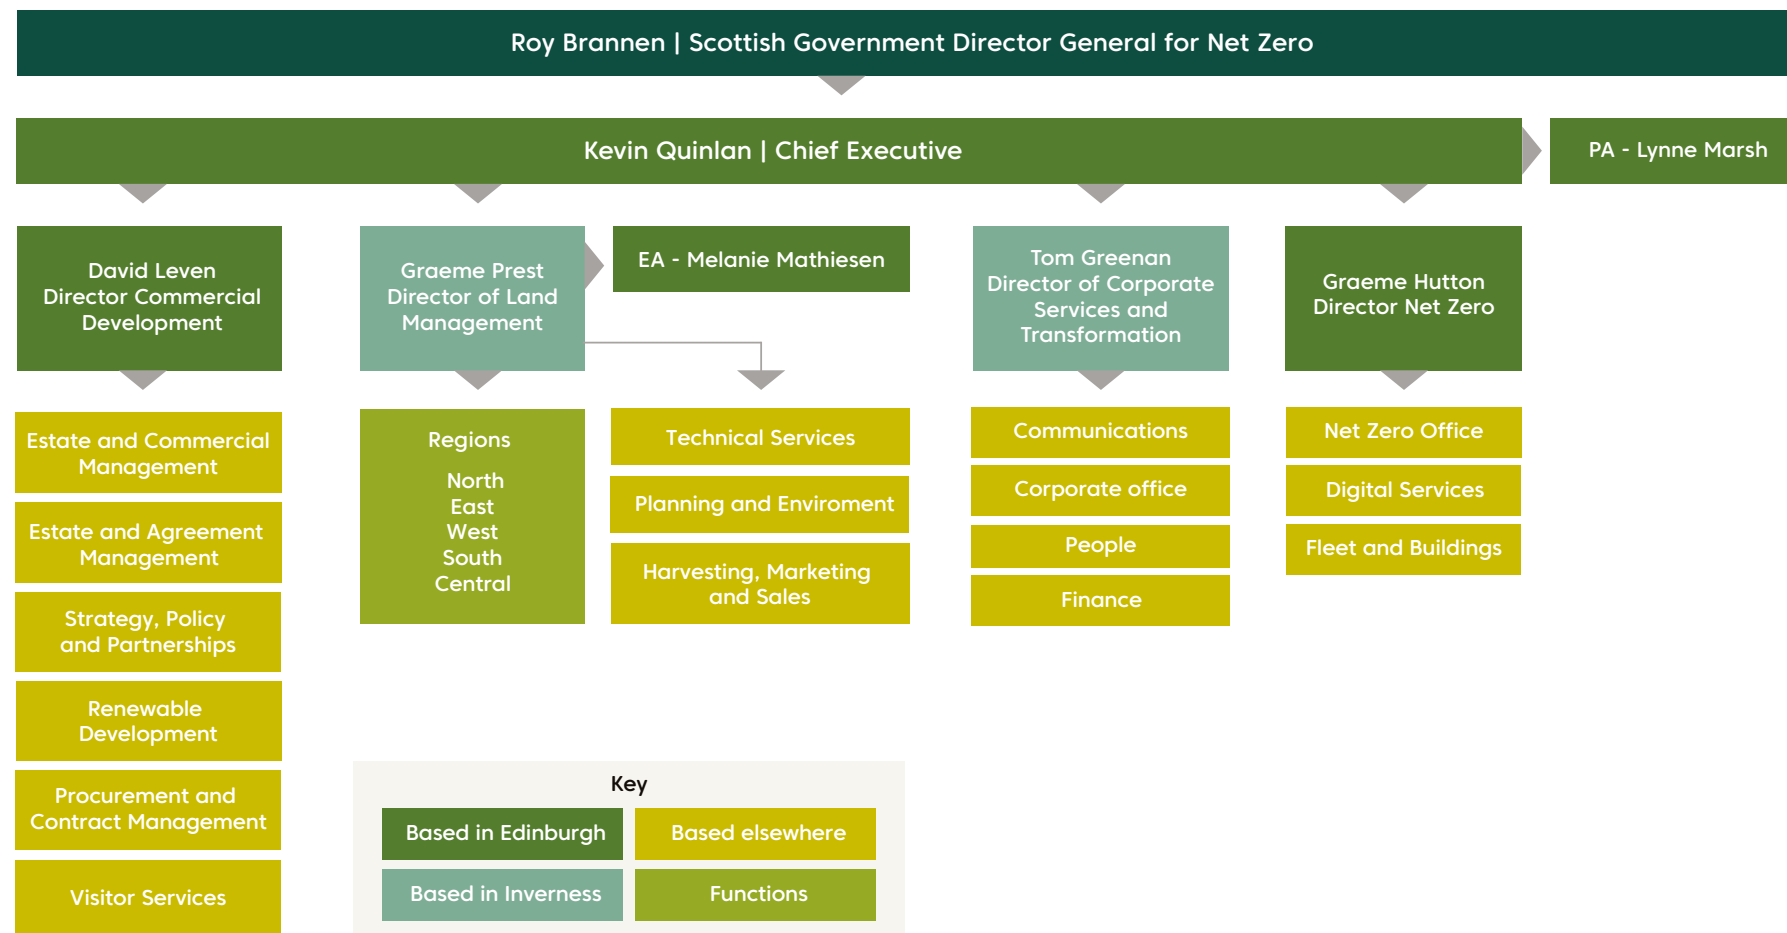 Roy Brannen | Scottish Government Director General for Net Zero
Kevin Quinlan | Chief Executive
PA - Lynne Marsh
David Leven
Director Commercial
Development
Graeme Prest
Director of Land
Management
EA - Melanie Mathiesen
Tom Greenan
Director of Corporate
Services and
Transformation
Graeme Hutton
Director Net Zero
Estate and Commercial
Management
Estate and Agreement
Management
Strategy, Policy
and Partnerships
Renewable
Development
Procurement and
Contract Management
Visitor Services
Regions
North
East
West
South
Central
Technical Services
Planning and Enviroment
Harvesting, Marketing
and Sales
Communications
Corporate office
People
Finance
Net Zero Office
Digital Services
Fleet and Buildings
Key
Based in Edinburgh
Based elsewhere
Based in Inverness
Functions